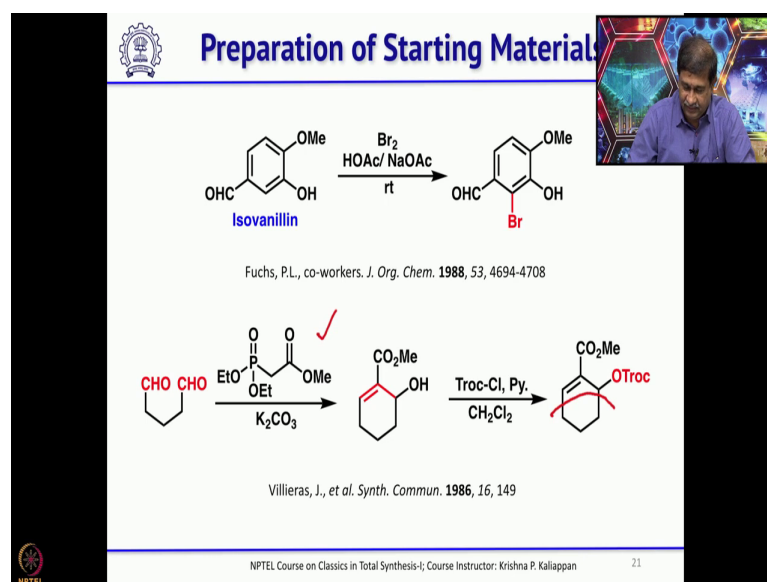 Preparation of Starting Materials
OMe
OHC
OH
Isovanillin
Br2
HOAc/ NaOAc
rt
OMe
OHC
OH
Br
Fuchs, P.L., co-workers. J. Org. Chem. 1988, 53, 4694-4708
CHO CHO
O O
EtO P OMe
OEt
K2CO3
CO2Me
OH
Troc-Cl, Py.
CH2Cl2
CO2Me
OTroc
Villieras, J., et al. Synth. Commun. 1986, 16, 149
NPTEL Course on Classics in Total Synthesis-I; Course Instructor: Krishna P. Kaliappan
21
NPTEL